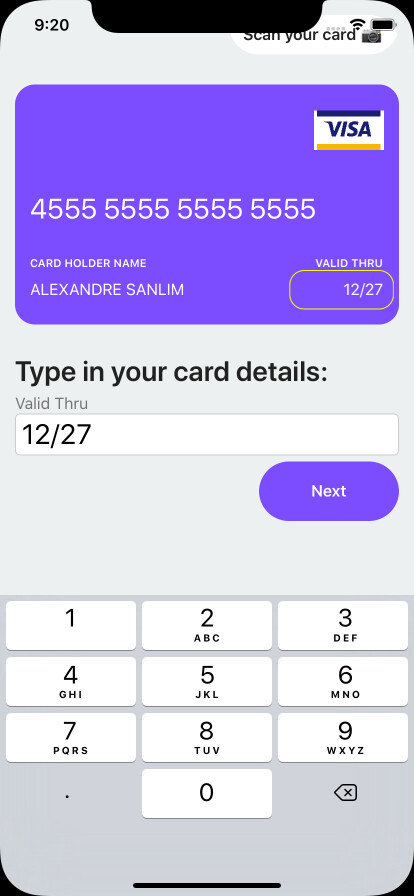 9:20
Scan your card 📷
VISA
4555 5555 5555 5555
CARD HOLDER NAME
VALID THRU
ALEXANDRE SANLIM
12/27
Type in your card details:
Valid Thru
12/27
Next
1
2
ABC
3
DEF
4
GHI
5
JKL
6
MNO
7
PQRS
8
TUV
9
WXYZ
.
0